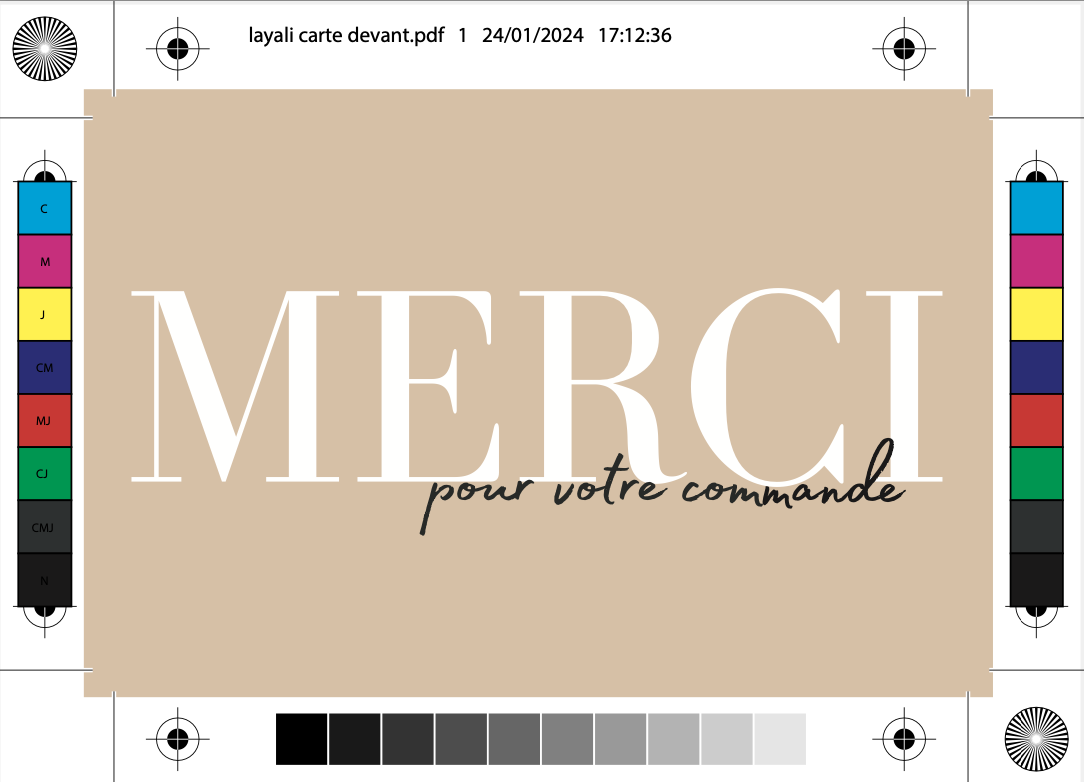 layali carte devant.pdf 1 24/01/2024 17:12:36
C
M
J
CM
MJ
CJ
CMJ
N
MERCI
pour votre commande